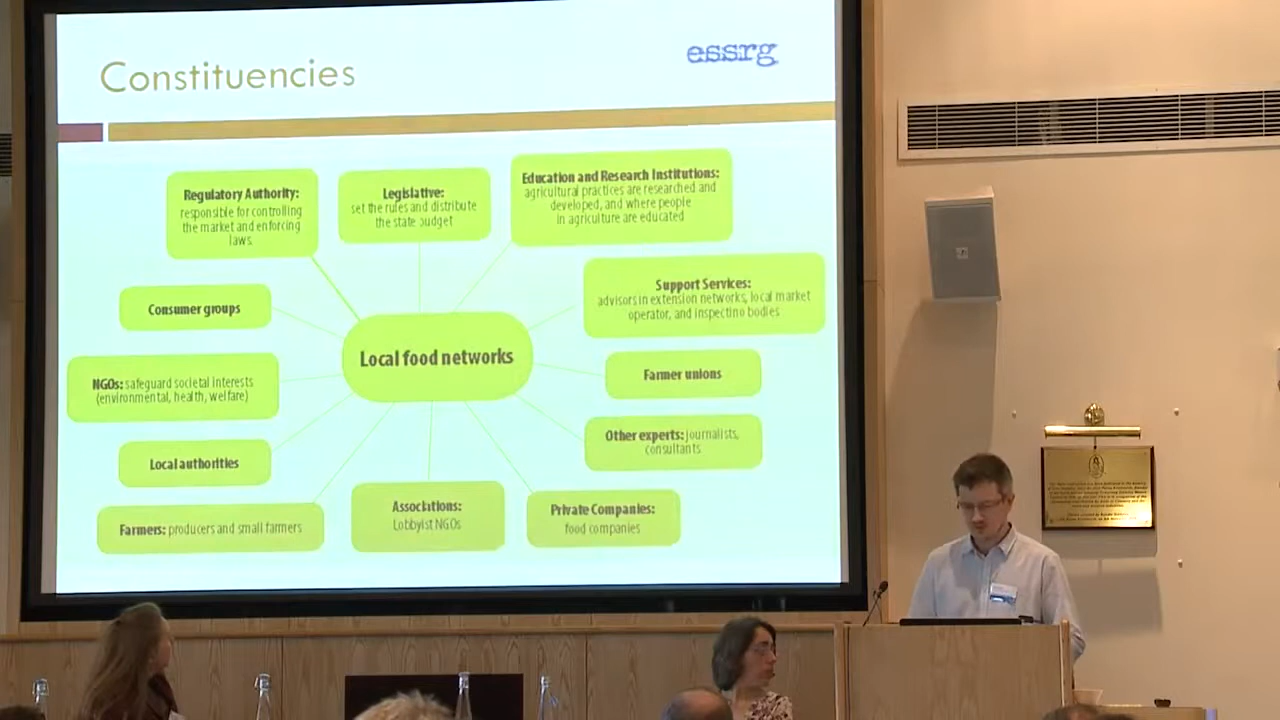 Constituencies
essrg
Regulatory Authority:
responsible for controlling
the market and enforcing
laws.
Legislative:
set the rules and distribute
the state budget
Education and Research Institutions:
agricultural practices are researched and
developed, and where people
in agriculture are educated
Consumer groups
Support Services:
advisors in extension networks, local market
operator, and inspecting bodies
Local food networks
NGOs: safeguard societal interests
(environmental, health, welfare)
Farmer unions
Local authorities
Other experts: journalists,
consultants
Farmers: producers and small farmers
Associtions:
Lobbyist NGOs
Private Companies:
food companies